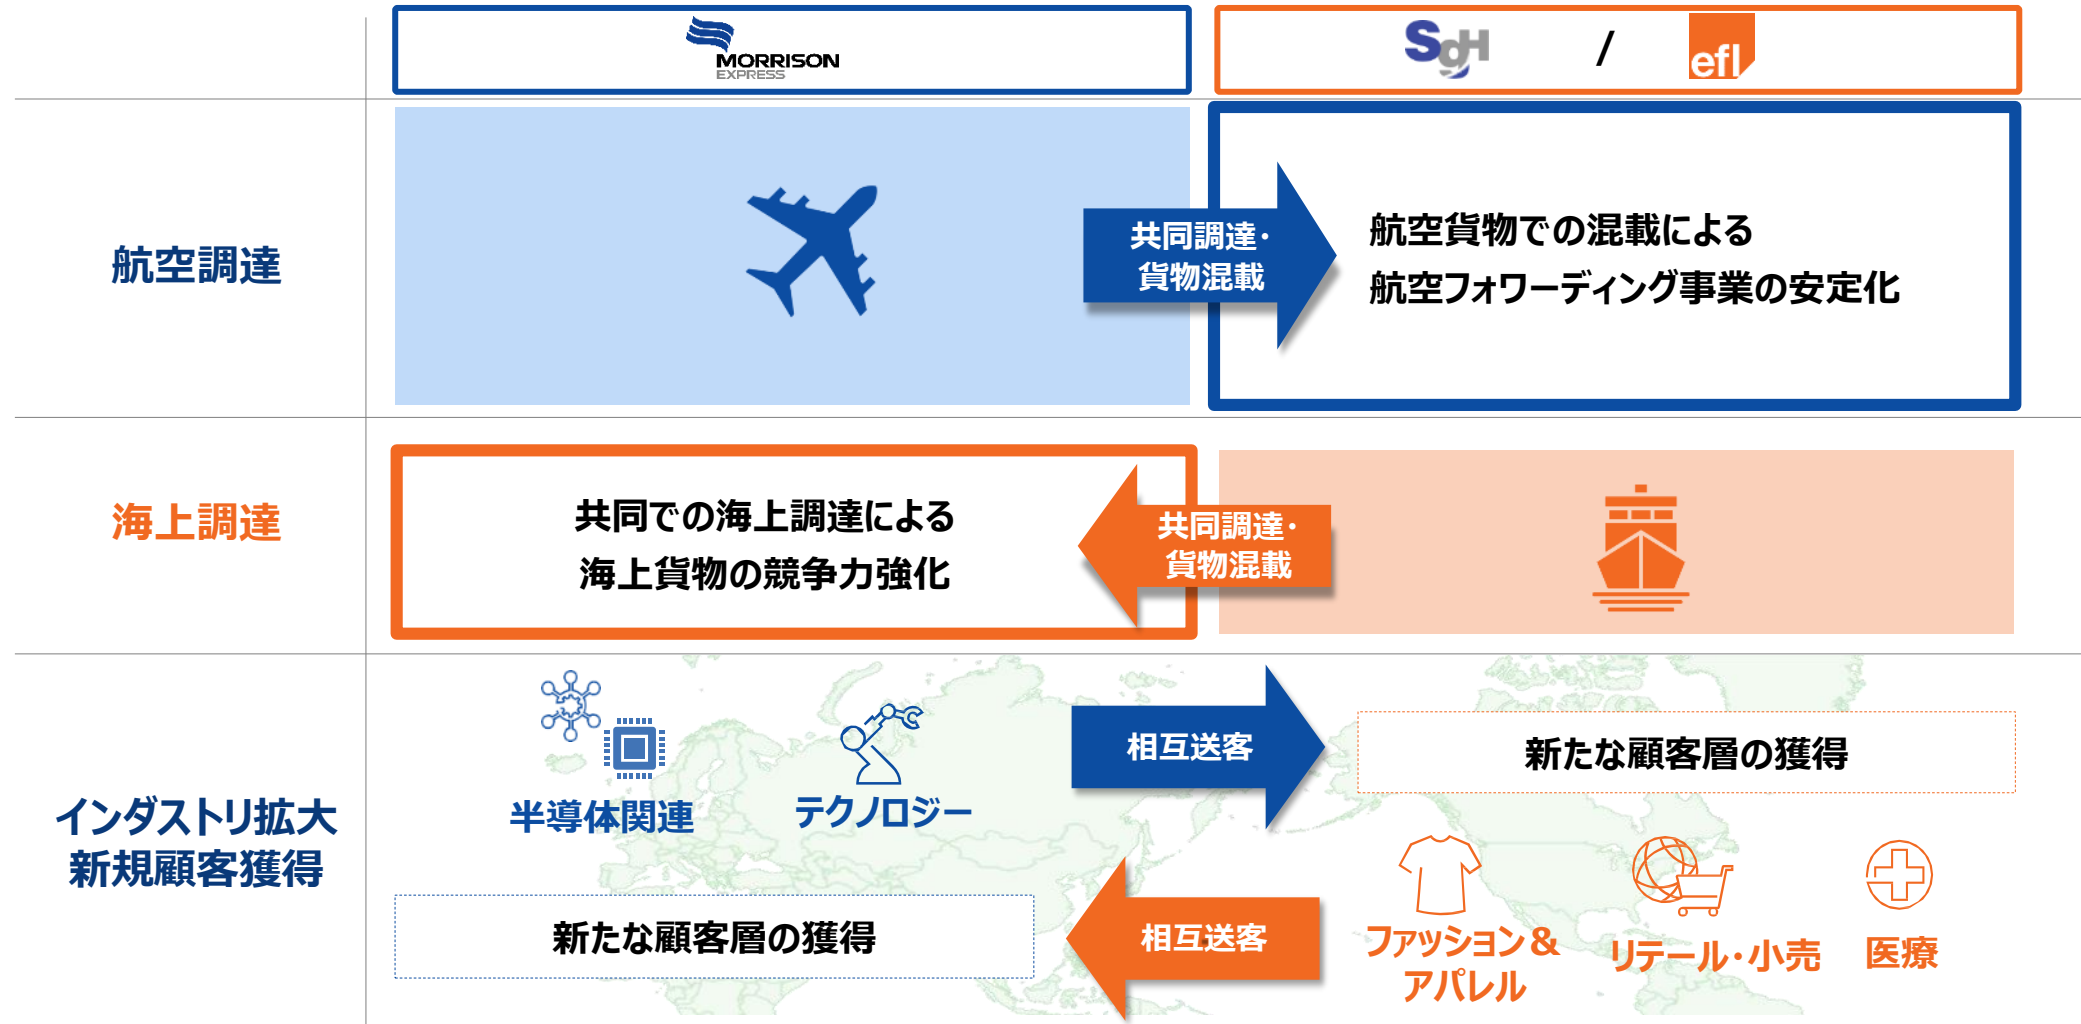 MORRISON
EXPRESS
SGH / efl
航空調達
共同調達・
貨物混載
航空貨物での混載による
航空フォワーディング事業の安定化
海上調達
共同での海上調達による
海上貨物の競争力強化
共同調達・
貨物混載
インダストリ拡大
新規顧客獲得
半導体関連
テクノロジー
相互送客
新たな顧客層の獲得
新たな顧客層の獲得
相互送客
ファッション＆
アパレル
リテール・小売
医療